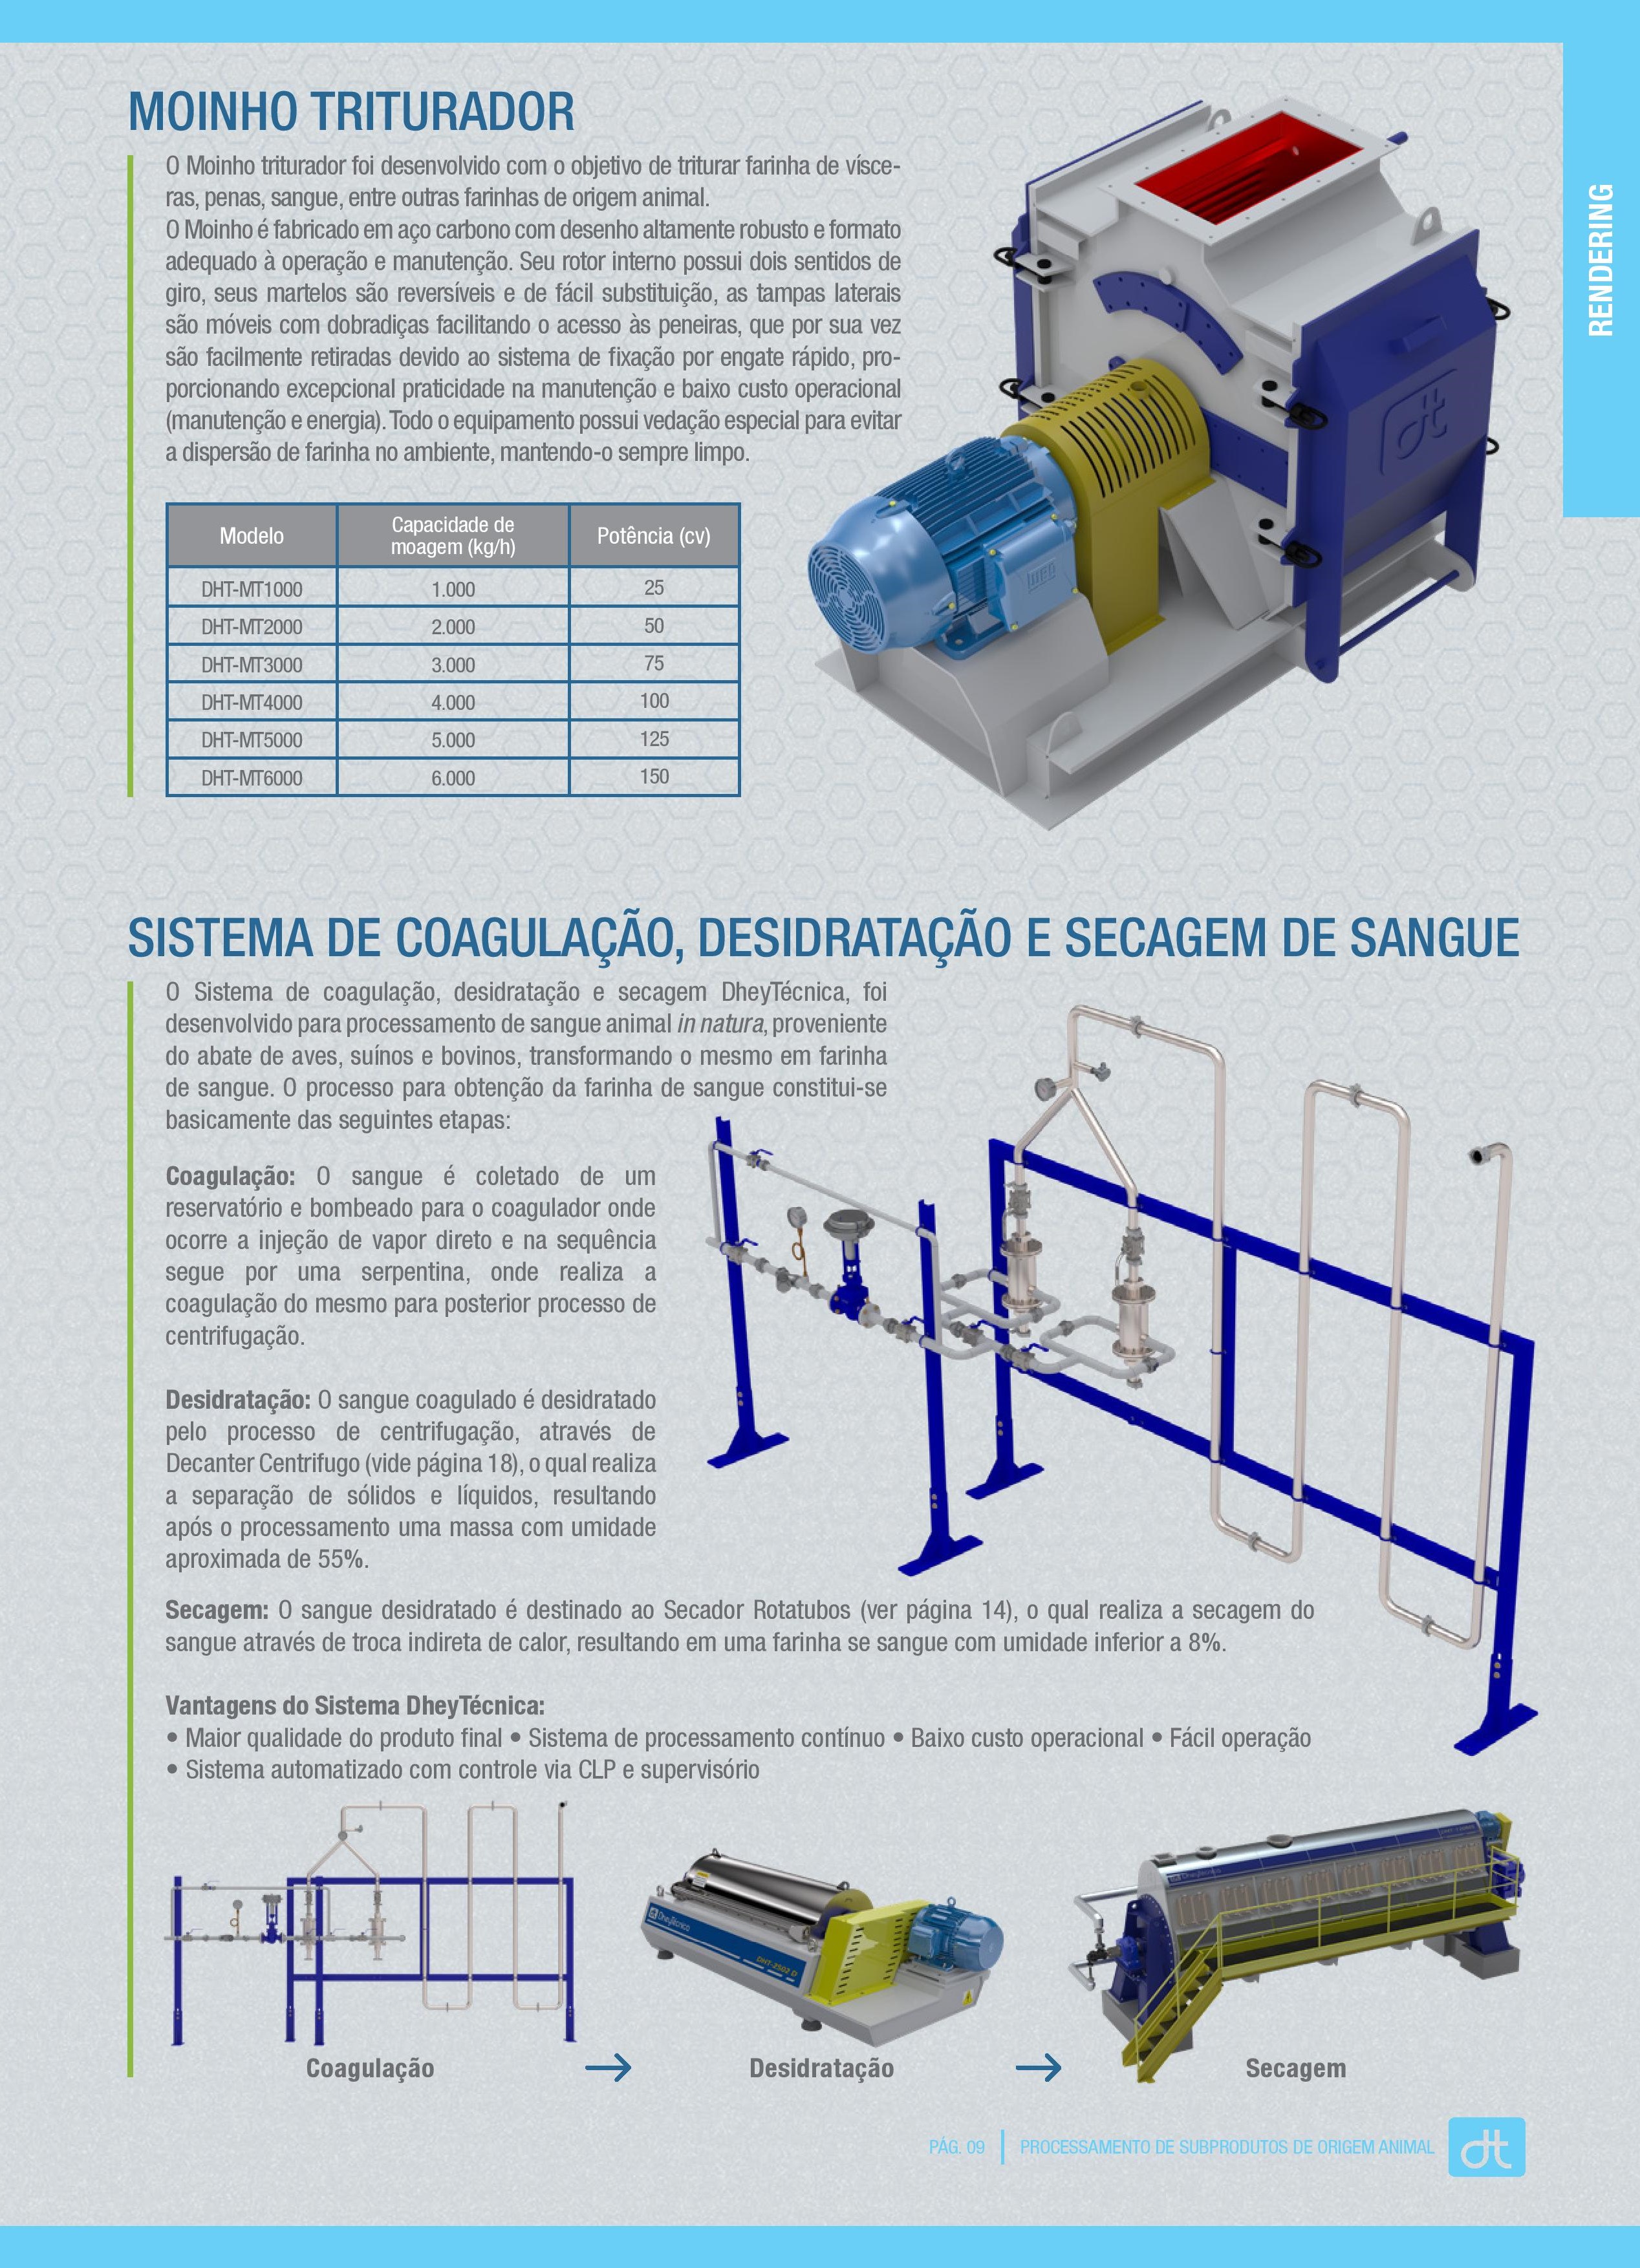 RENDERING
MOINHO TRITURADOR
O Moinho triturador foi desenvolvido com o objetivo de triturar farinha de vísce-
ras, penas, sangue, entre outras farinhas de origem animal.
O Moinho é fabricado em aço carbono com desenho altamente robusto e formato
adequado à operação e manutenção. Seu rotor interno possui dois sentidos de
giro, seus martelos são reversíveis e de fácil substituição, as tampas laterais
são móveis com dobradiças facilitando o acesso às peneiras, que por sua vez
são facilmente retiradas devido ao sistema de fixação por engate rápido, pro-
porcionando excepcional praticidade na manutenção e baixo custo operacional
(manutenção e energia). Todo o equipamento possui vedação especial para evitar
a dispersão de farinha no ambiente, mantendo-o sempre limpo.
Modelo Capacidade de moagem (kg/h) Potência (cv)
DHT-MT1000 1.000 25
DHT-MT2000 2.000 50
DHT-MT3000 3.000 75
DHT-MT4000 4.000 100
DHT-MT5000 5.000 125
DHT-MT6000 6.000 150
dt
WEG
SISTEMA DE COAGULAÇÃO, DESIDRATAÇÃO E SECAGEM DE SANGUE
O Sistema de coagulação, desidratação e secagem DheyTécnica, foi
desenvolvido para processamento de sangue animal in natura, proveniente
do abate de aves, suínos e bovinos, transformando o mesmo em farinha
de sangue. O processo para obtenção da farinha de sangue constitui-se
basicamente das seguintes etapas:
Coagulação: O sangue é coletado de um
reservatório e bombeado para o coagulador onde
ocorre a injeção de vapor direto e na sequência
segue por uma serpentina, onde realiza a
coagulação do mesmo para posterior processo de
centrifugação.
Desidratação: O sangue coagulado é desidratado
pelo processo de centrifugação, através de
Decanter Centrifugo (vide página 18), o qual realiza
a separação de sólidos e líquidos, resultando
após o processamento uma massa com umidade
aproximada de 55%.
Secagem: O sangue desidratado é destinado ao Secador Rotatubos (ver página 14), o qual realiza a secagem do
sangue através de troca indireta de calor, resultando em uma farinha se sangue com umidade inferior a 8%.
Vantagens do Sistema DheyTécnica:
• Maior qualidade do produto final • Sistema de processamento contínuo • Baixo custo operacional • Fácil operação
• Sistema automatizado com controle via CLP e supervisório
DheyTécnica
DHT-2502 D
DheyTécnica
Coagulação → Desidratação → Secagem
PÁG. 09 | PROCESSAMENTO DE SUBPRODUTOS DE ORIGEM ANIMAL dt